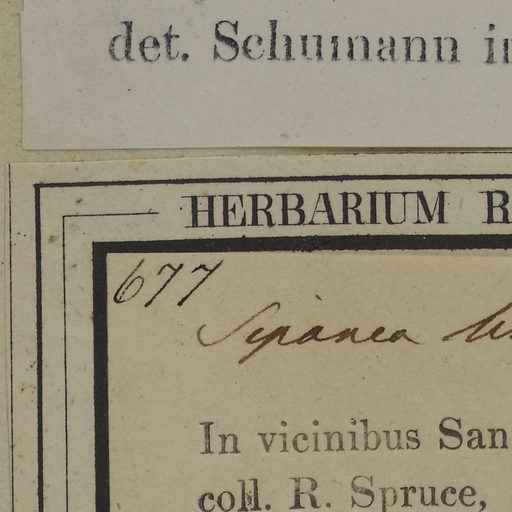 det. Schumann in
HERBARIUM R
677
Sipanea
In vicinibus San
coll. R. Spruce,